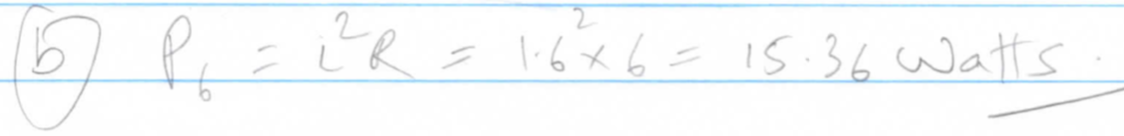 (b) P₆ = i²R = 1.6² × 6 = 15.36 Watts.